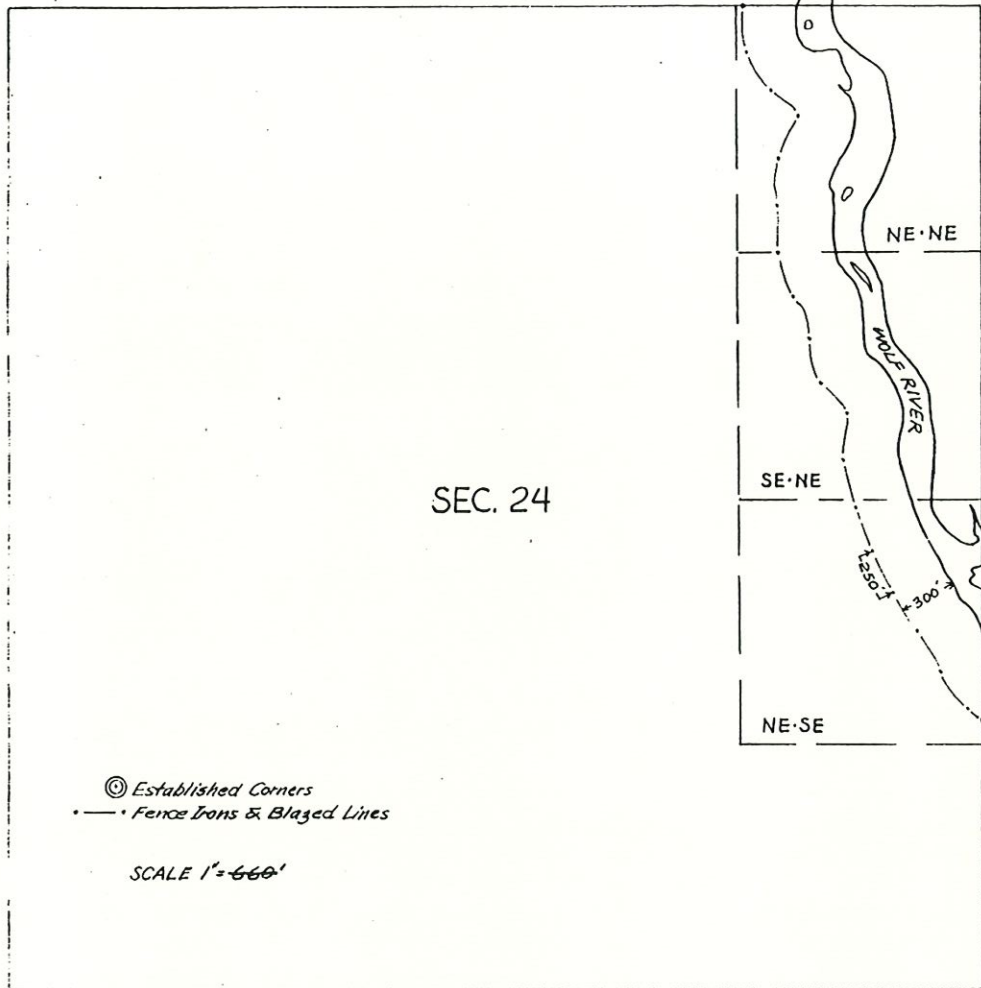 NE·NE
WOLF RIVER
SE·NE
SEC. 24
250'
300'
NE·SE
Established Corners
Fence Irons & Blazed Lines
SCALE 1"= 660'